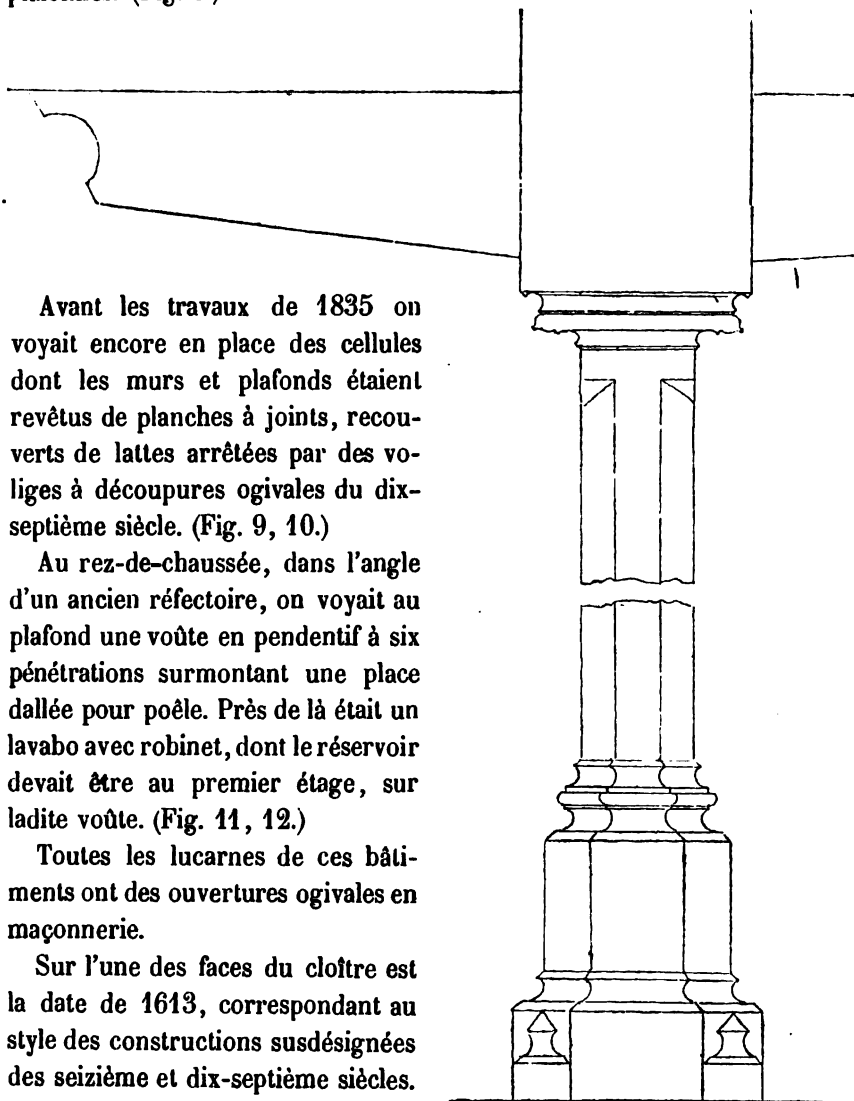 Avant les travaux de 1835 on
voyait encore en place des cellules
dont les murs et plafonds étaient
revêtus de planches à joints, recou-
verts de lattes arrêtées par des vo-
liges à découpures ogivales du dix-
septième siècle. (Fig. 9, 10.)
Au rez-de-chaussée, dans l'angle
d'un ancien réfectoire, on voyait au
plafond une voûte en pendentif à six
pénétrations surmontant une place
dallée pour poêle. Près de là était un
lavabo avec robinet, dont le réservoir
devait être au premier étage, sur
ladite voûte. (Fig. 11, 12.)
Toutes les lucarnes de ces bâti-
ments ont des ouvertures ogivales en
maçonnerie.
Sur l'une des faces du cloître est
la date de 1613, correspondant au
style des constructions susdésignées
des seizième et dix-septième siècles.